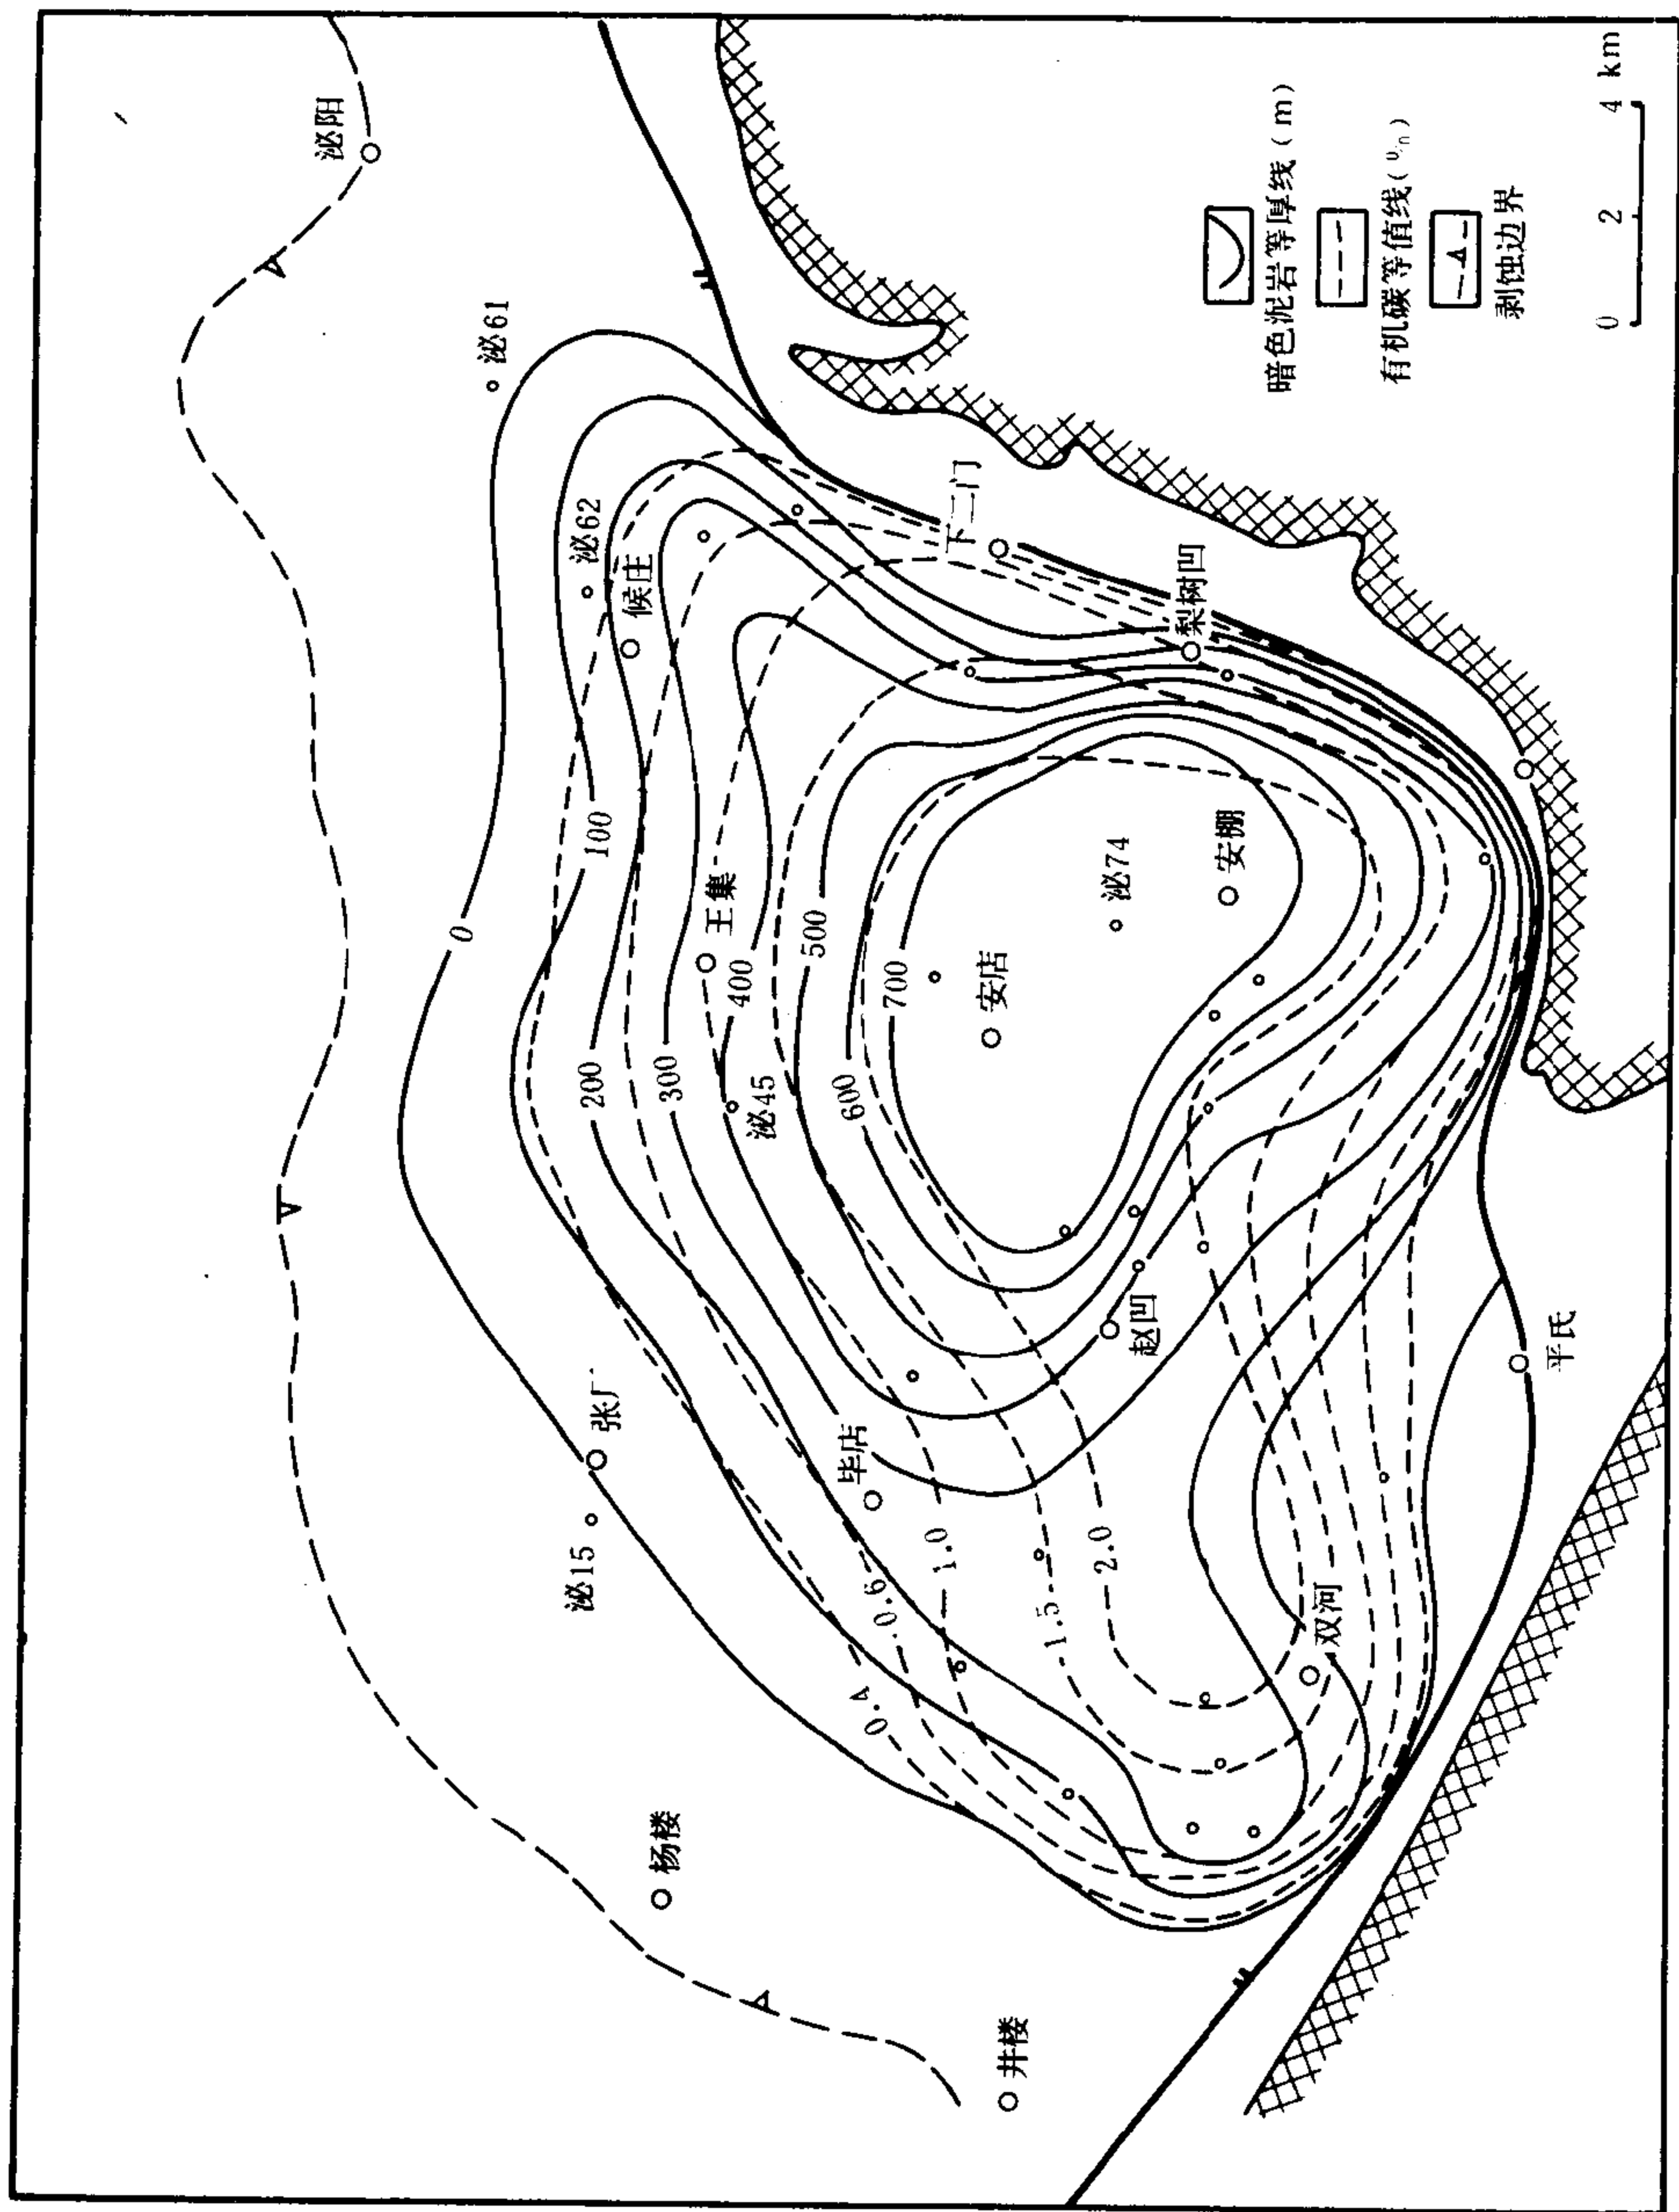 泌阳
泌61
泌62
候庄
下二门
梨树凹
0
100
200
300
400
500
600
700
王集
泌45
安店
泌74
安棚
张厂
泌15
毕店
赵凹
0.4
0.6
1.0
1.5
2.0
双河
平氏
杨楼
井楼
暗色泥岩等厚线(m)
有机碳等值线(%)
剥蚀边界
0 2 4 km